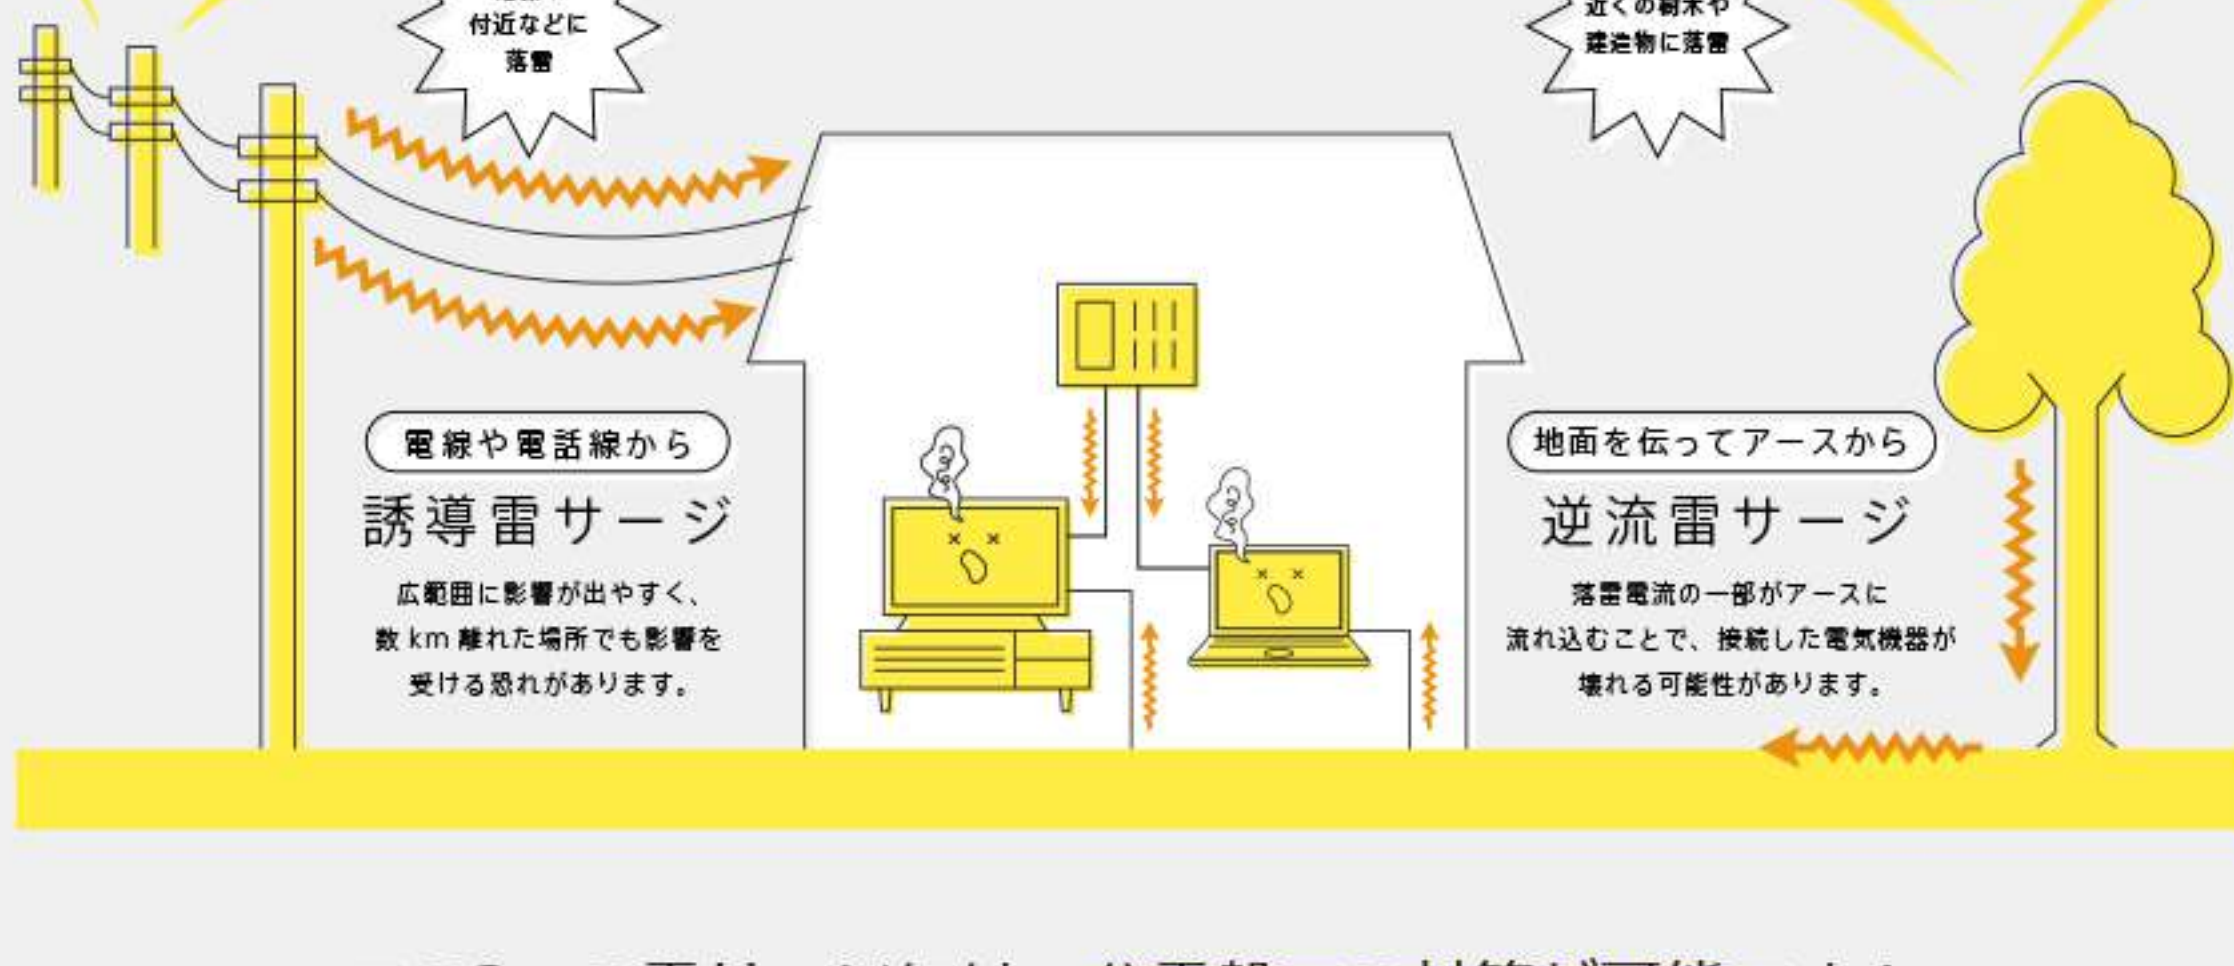 付近などに
落雷
近くの樹木や
建造物に落雷
電線や電話線から
誘導雷サージ
広範囲に影響が出やすく、
数 km 離れた場所でも影響を
受ける恐れがあります。
地面を伝ってアースから
逆流雷サージ
落雷電流の一部がアースに
流れ込むことで、接続した電気機器が
壊れる可能性があります。